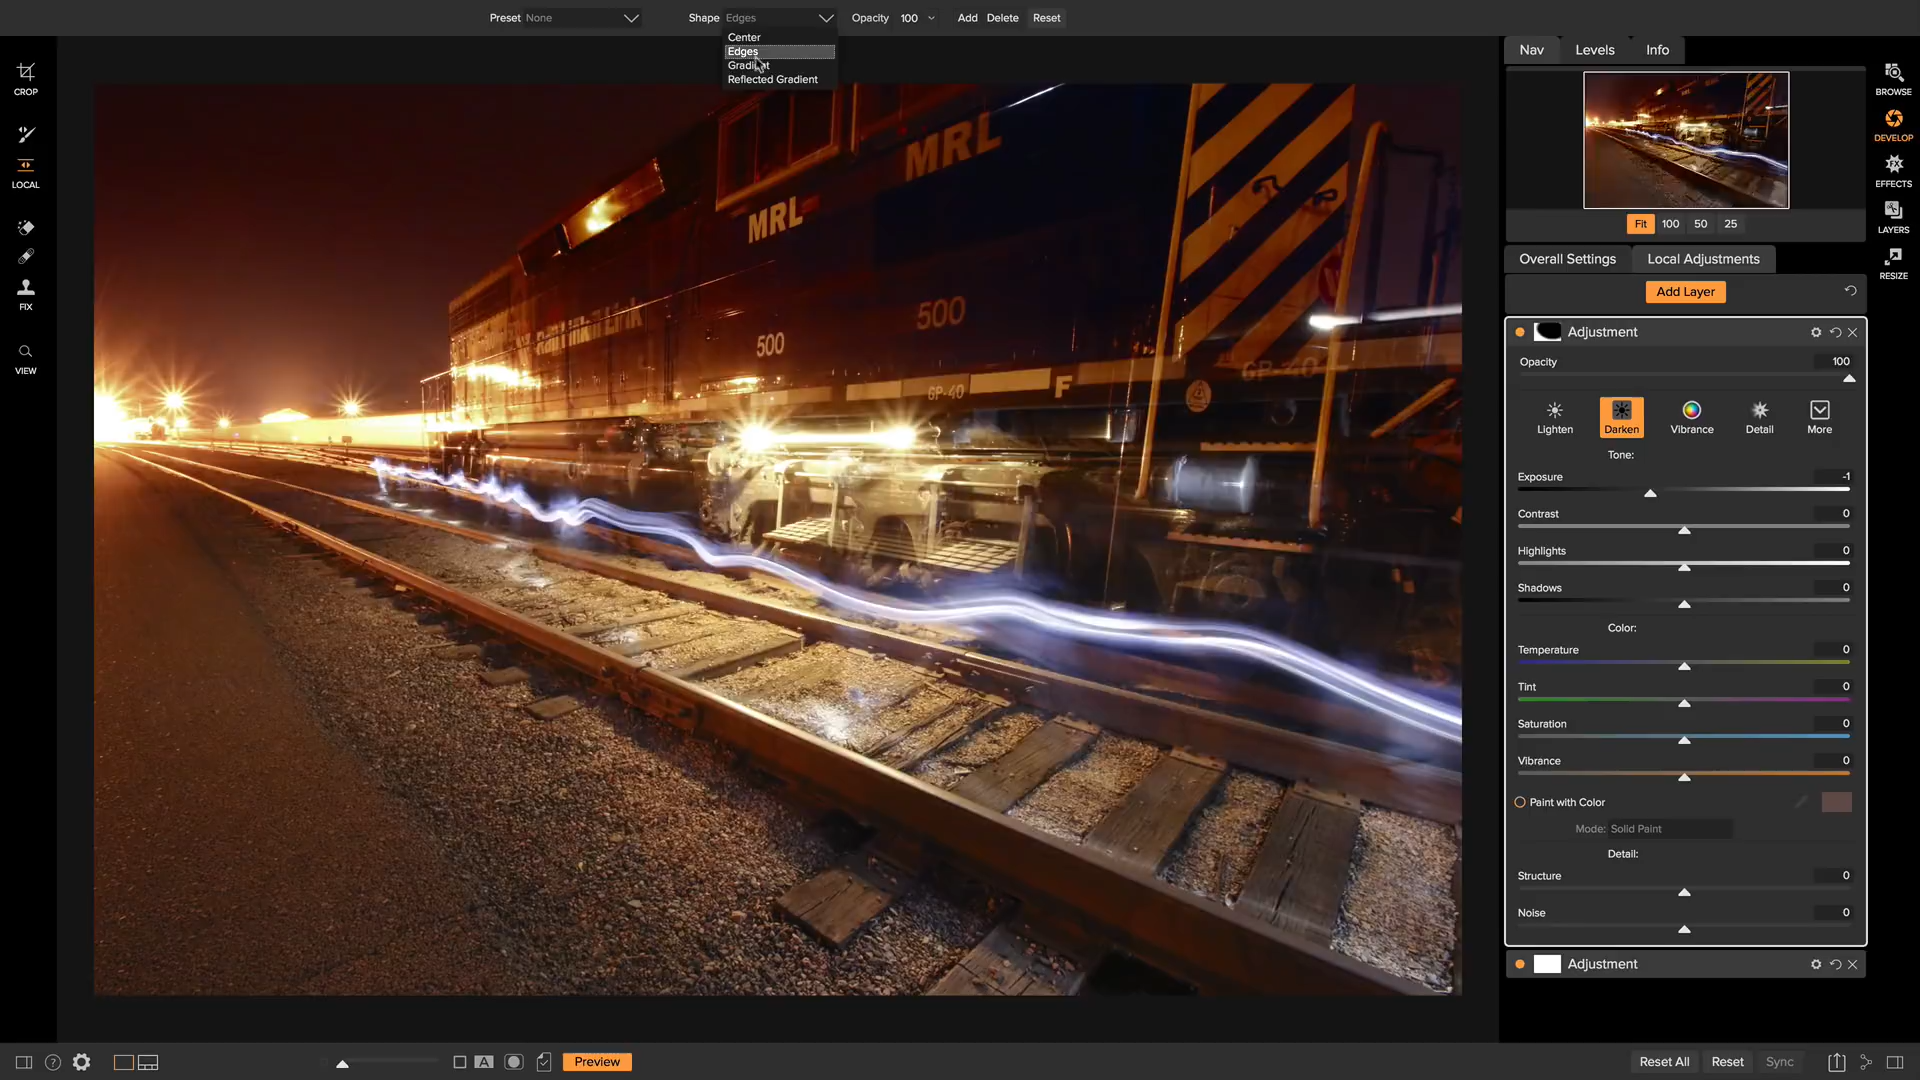 Preset None Shape Edges Opacity 100 Add Delete Reset
Center
Edges
Gradient
Reflected Gradient
CROP
LOCAL
FIX
VIEW
MRL
MRL
500
500
GP-40
F
GP-40
Nav Levels Info
Fit 100 50 25
BROWSE
DEVELOP
EFFECTS
LAYERS
RESIZE
Overall Settings Local Adjustments
Add Layer
Adjustment
Opacity 100
Lighten Darken Vibrance Detail More
Tone:
Exposure -1
Contrast 0
Highlights 0
Shadows 0
Color:
Temperature 0
Tint 0
Saturation 0
Vibrance 0
Paint with Color
Mode: Solid Paint
Detail:
Structure 0
Noise 0
Adjustment
? A Preview
Reset All Reset Sync